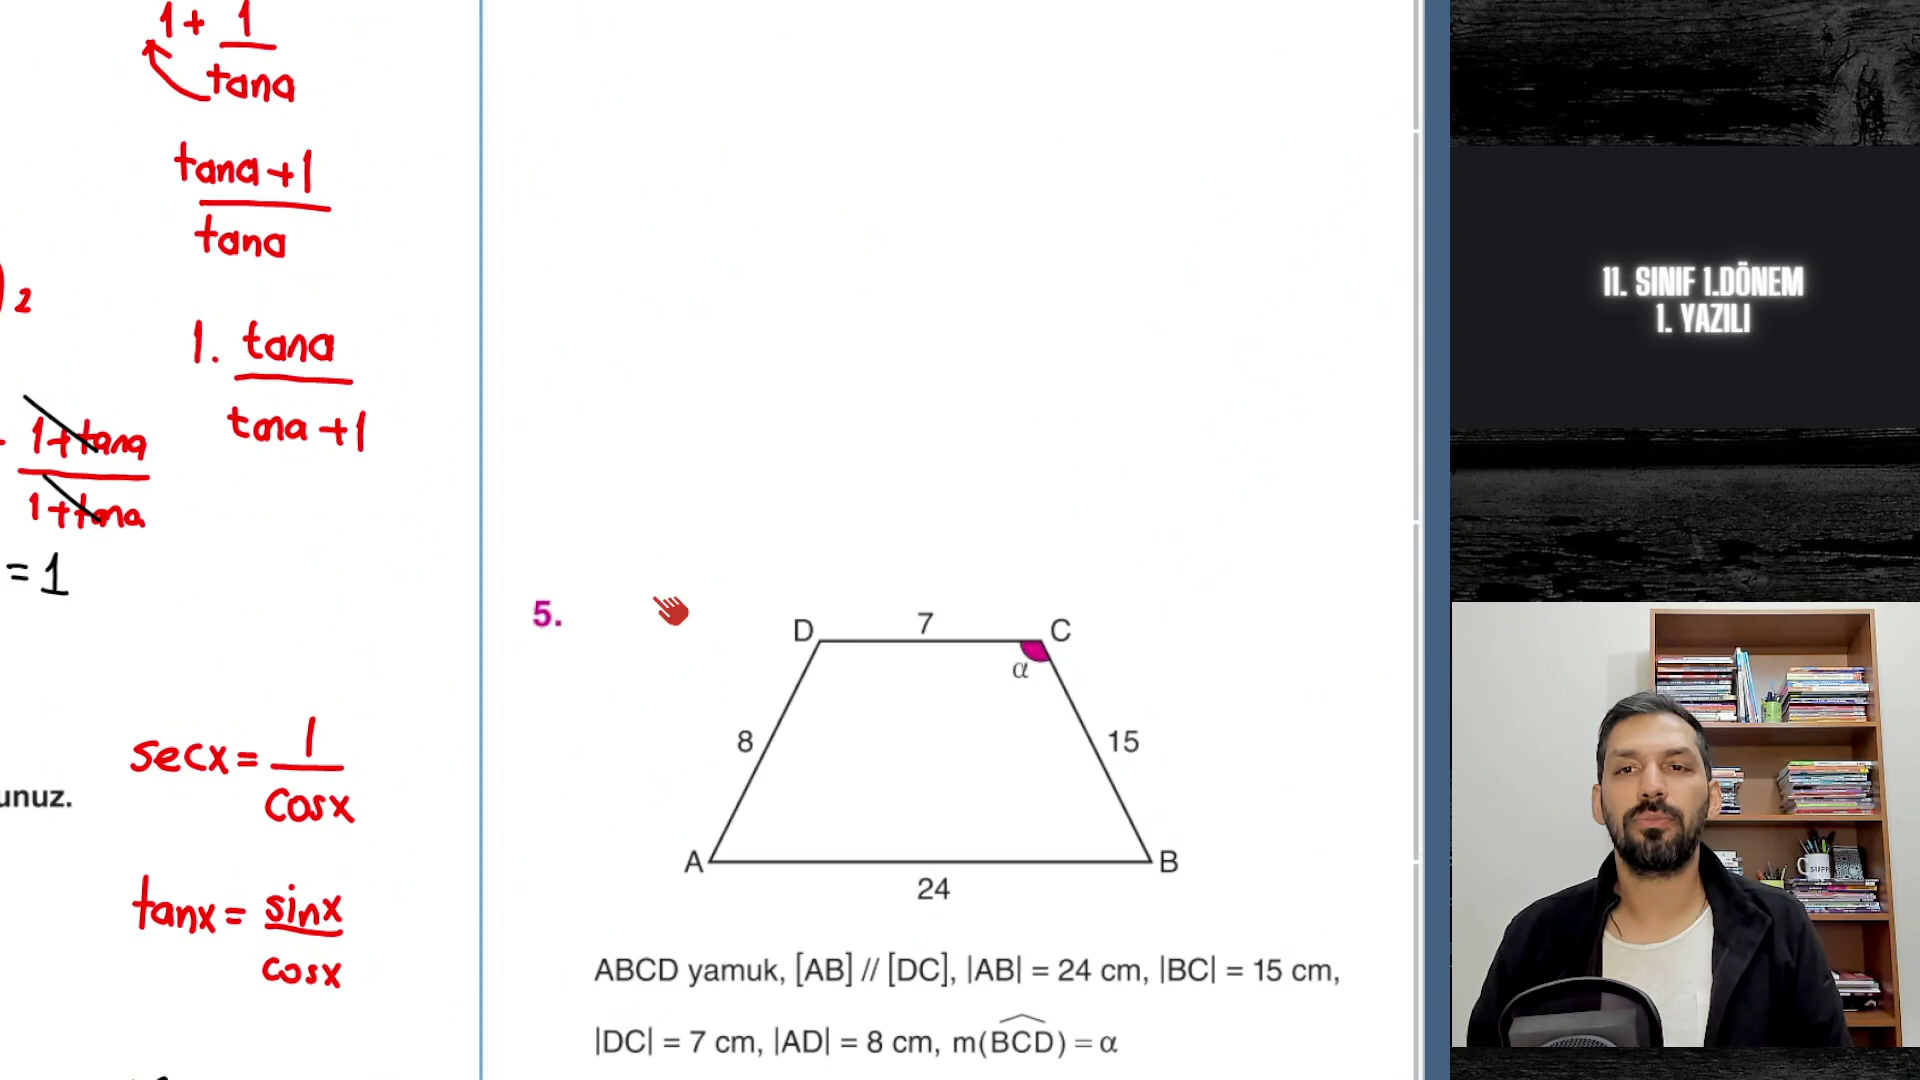 1 + 1
tana
tana + 1
tana
2
1. tana
tana + 1
1 + tana
1 + tana
= 1
secx = 1
cosx
unuz.
tanx = sinx
cosx
5.
D 7 C
α
8 15
A B
24
ABCD yamuk, [AB] // [DC], |AB| = 24 cm, |BC| = 15 cm,
|DC| = 7 cm, |AD| = 8 cm, m(BCD) = α
11. SINIF 1.DÖNEM
1. YAZILI